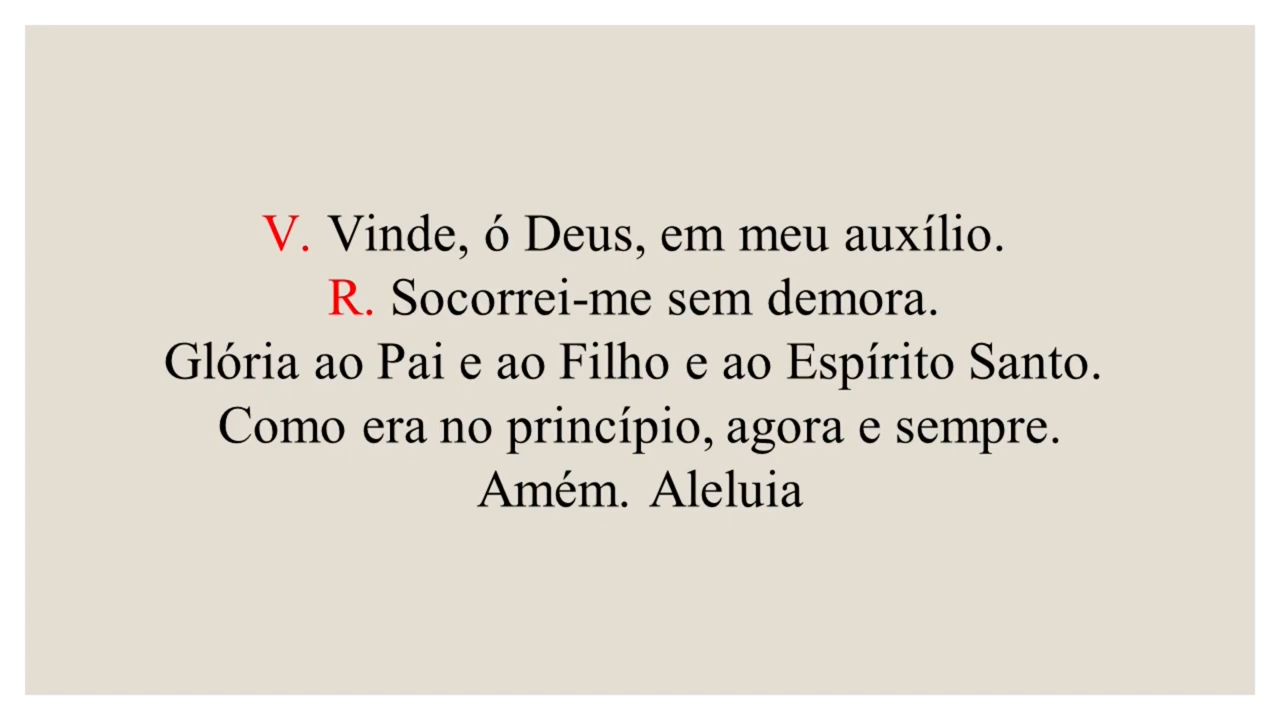 V. Vinde, ó Deus, em meu auxílio.
R. Socorrei-me sem demora.
Glória ao Pai e ao Filho e ao Espírito Santo.
Como era no princípio, agora e sempre.
Amém. Aleluia